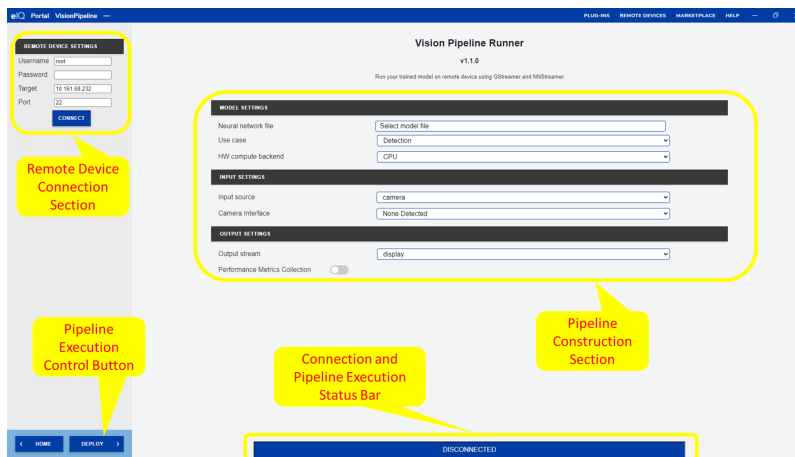 eIQ Portal VisionPipeline —
PLUG-INS REMOTE DEVICES MARKETPLACE HELP
REMOTE DEVICE SETTINGS
Username root
Password
Target 10.161.68.232
Port 22
CONNECT
Remote Device
Connection
Section
Vision Pipeline Runner
v1.1.0
Run your trained model on remote device using GStreamer and NNStreamer
MODEL SETTINGS
Neural network file Select model file
Use case Detection
HW compute backend CPU
INPUT SETTINGS
Input source camera
Camera Interface None Detected
OUTPUT SETTINGS
Output stream display
Performance Metrics Collection
Pipeline
Construction
Section
Pipeline
Execution
Control Button
Connection and
Pipeline Execution
Status Bar
< HOME DEPLOY >
DISCONNECTED